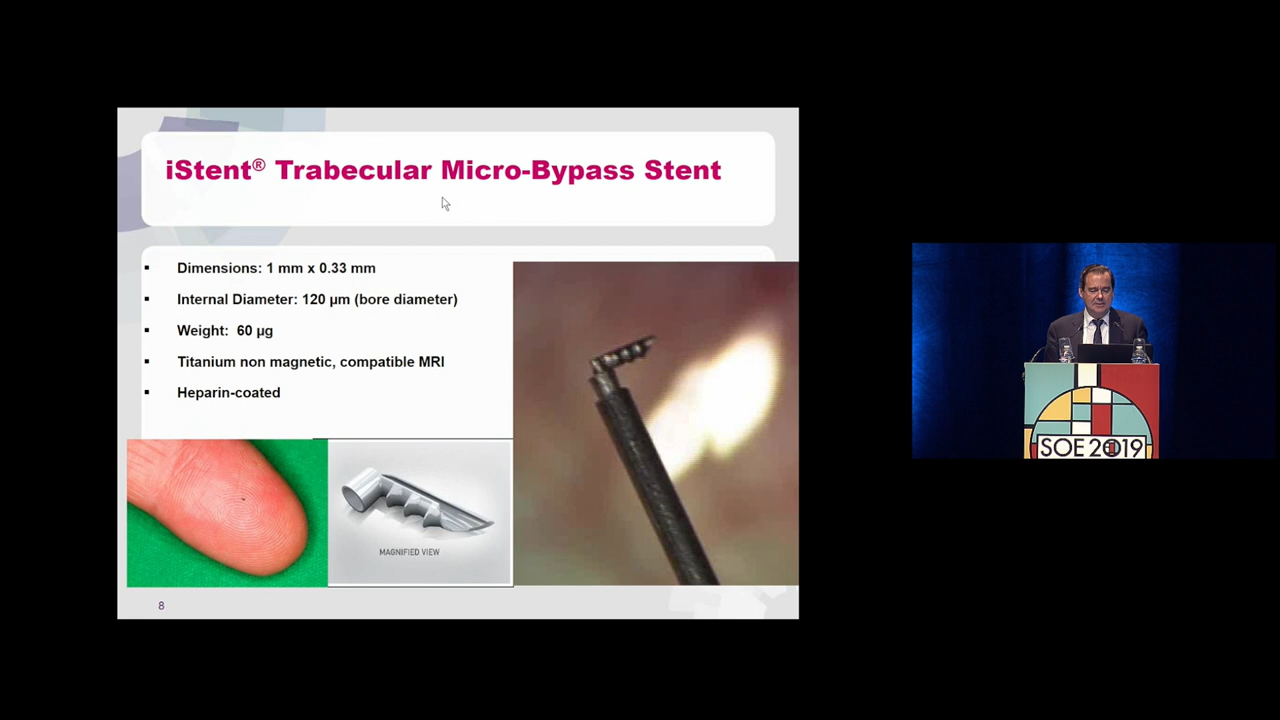 iStent® Trabecular Micro-Bypass Stent
▪ Dimensions: 1 mm x 0.33 mm
▪ Internal Diameter: 120 µm (bore diameter)
▪ Weight: 60 µg
▪ Titanium non magnetic, compatible MRI
▪ Heparin-coated
MAGNIFIED VIEW
8
SOE 2019